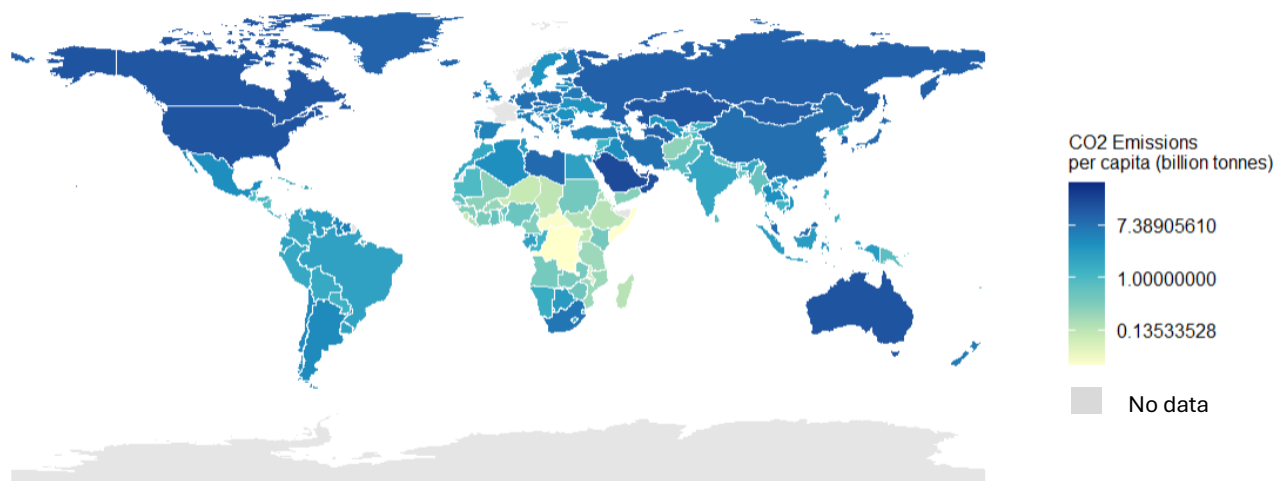 CO2 Emissions
per capita (billion tonnes)
7.38905610
1.00000000
0.13533528
No data